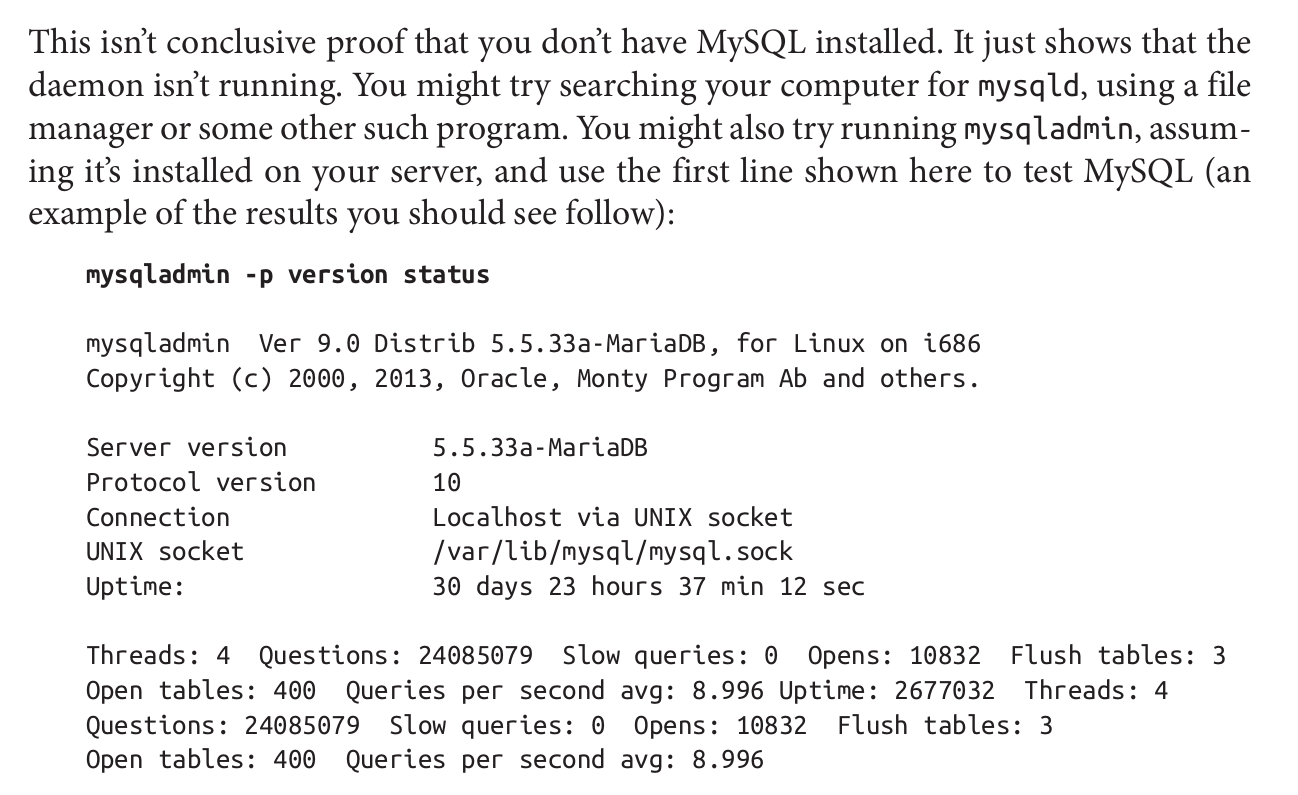 This isn’t conclusive proof that you don’t have MySQL installed. It just shows that the
daemon isn’t running. You might try searching your computer for mysqld, using a file
manager or some other such program. You might also try running mysqladmin, assum-
ing it’s installed on your server, and use the first line shown here to test MySQL (an
example of the results you should see follow):
mysqladmin -p version status
mysqladmin  Ver 9.0 Distrib 5.5.33a-MariaDB, for Linux on i686
Copyright (c) 2000, 2013, Oracle, Monty Program Ab and others.
Server version          5.5.33a-MariaDB
Protocol version        10
Connection              Localhost via UNIX socket
UNIX socket             /var/lib/mysql/mysql.sock
Uptime:                 30 days 23 hours 37 min 12 sec
Threads: 4  Questions: 24085079  Slow queries: 0  Opens: 10832  Flush tables: 3
Open tables: 400  Queries per second avg: 8.996 Uptime: 2677032  Threads: 4
Questions: 24085079  Slow queries: 0  Opens: 10832  Flush tables: 3
Open tables: 400  Queries per second avg: 8.996